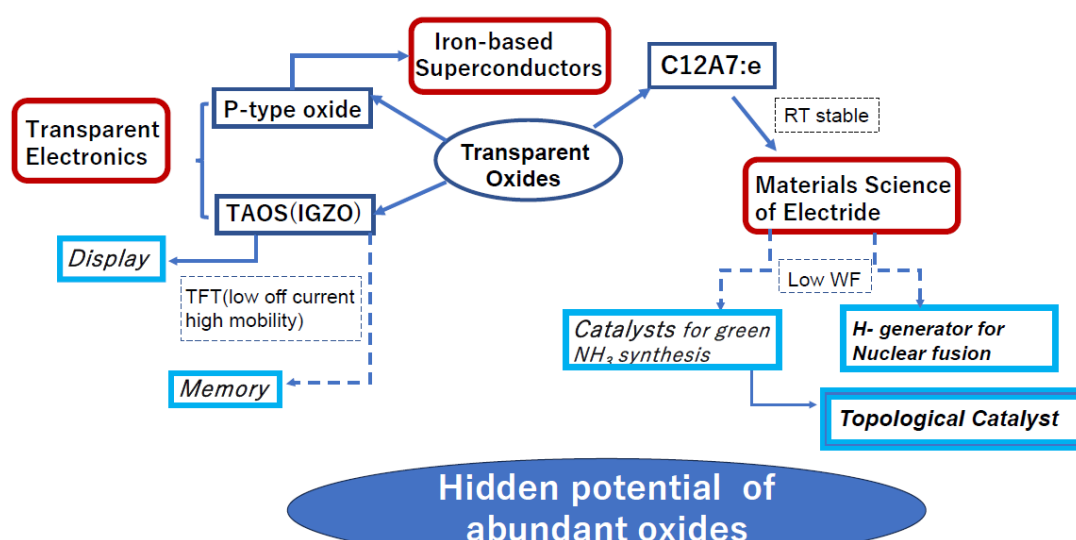 Iron-based
Superconductors
C12A7:e
P-type oxide
RT stable
Transparent
Electronics
Transparent
Oxides
Materials Science
of Electride
TAOS(IGZO)
Display
Low WF
TFT(low off current
high mobility)
Catalysts for green
NH₃ synthesis
H- generator for
Nuclear fusion
Memory
Topological Catalyst
Hidden potential of
abundant oxides